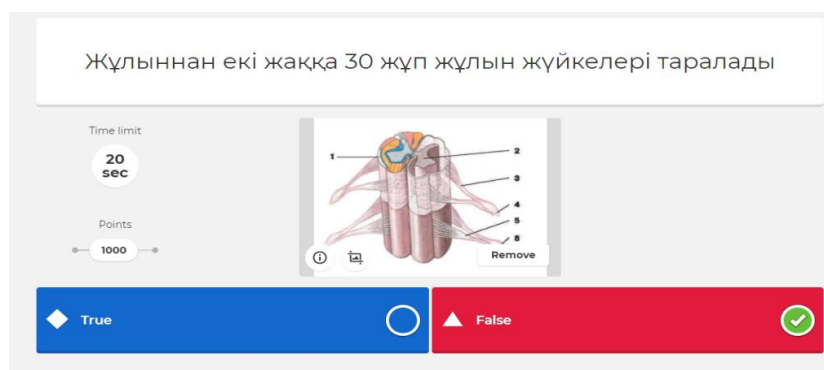 Жұлыннан екі жаққа 30 жұп жұлын жүйкелері таралады
Time limit
20
sec
Points
1000
1
2
3
4
5
6
Remove
True
False